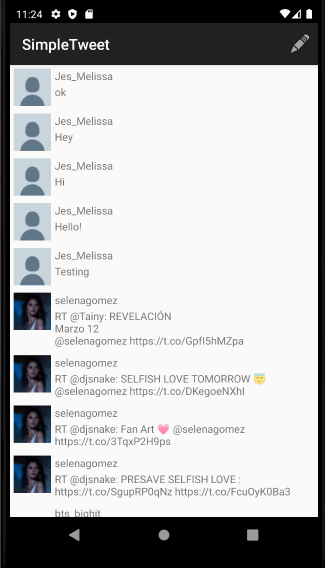 11:24
SimpleTweet
Jes_Melissa
ok
Jes_Melissa
Hey
Jes_Melissa
Hi
Jes_Melissa
Hello!
Jes_Melissa
Testing
selenagomez
RT @Tainy: REVELACIÓN
Marzo 12
@selenagomez https://t.co/GpfI5hMZpa
selenagomez
RT @djsnake: SELFISH LOVE TOMORROW 😇
@selenagomez https://t.co/DKegoeNXhI
selenagomez
RT @djsnake: Fan Art 💗 @selenagomez
https://t.co/3TqxP2H9ps
selenagomez
RT @djsnake: PRESAVE SELFISH LOVE :
https://t.co/SgupRP0qNz https://t.co/FcuOyK0Ba3
bts_bighit